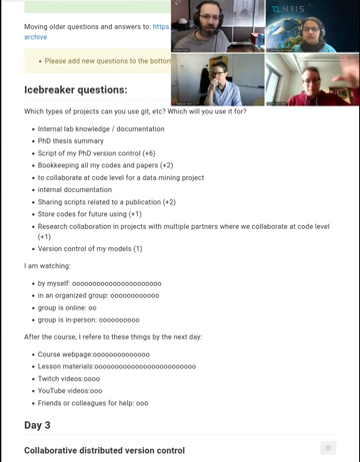 Moving older questions and answers to: https:
archive
Please add new questions to the bottom
Icebreaker questions:
Which types of projects can you use git, etc? Which will you use it for?
Internal lab knowledge / documentation
PhD thesis summary
Script of my PhD version control (+6)
Bookkeeping all my codes and papers (+2)
to collaborate at code level for a data mining project
internal documentation
Sharing scripts related to a publication (+2)
Store codes for future using (+1)
Research collaboration in projects with multiple partners where we collaborate at code level
(+1)
Version control of my models (1)
I am watching:
by myself: oooooooooooooooooooooo
in an organized group: oooooooooooo
group is online: oo
group is in-person: oooooooooo
After the course, I refere to these things by the next day:
Course webpage:oooooooooooooo
Lesson materials:ooooooooooooooooooooooooo
Twitch videos:oooo
YouTube videos:ooo
Friends or colleagues for help: ooo
Day 3
Collaborative distributed version control
NRIS